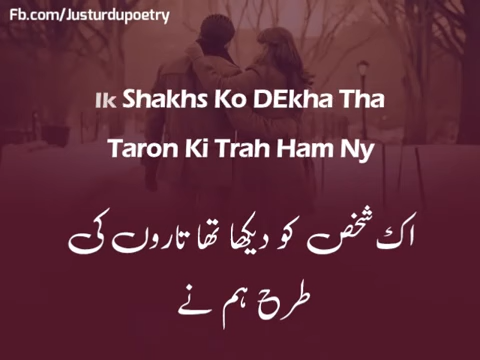 Fb.com/Justurdupoetry
Ik Shakhs Ko DEkha Tha
Taron Ki Trah Ham Ny
اک شخص کو دیکھا تھا تاروں کی
طرح ہم نے